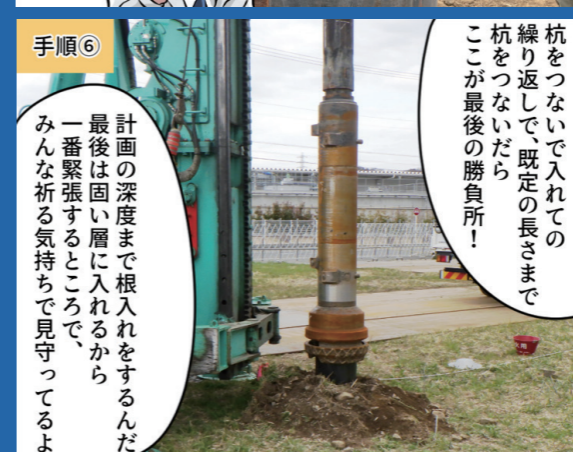 手順⑥
杭をつないで入れての
繰り返しで、既定の長さまで
杭をつないだら
ここが最後の勝負所!
計画の深度まで根入れをするんだ
最後は固い層に入れるから
一番緊張するところで、
みんな祈る気持ちで見守ってるよ